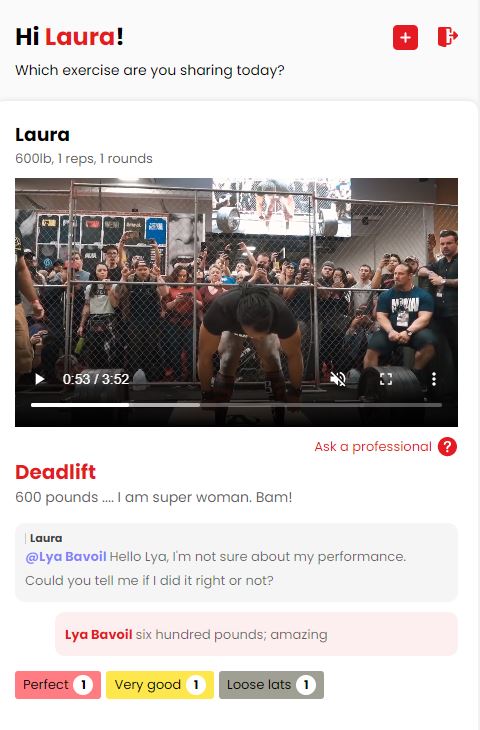 Hi Laura!
Which exercise are you sharing today?
Laura
600lb, 1 reps, 1 rounds
0:53 / 3:52
Ask a professional ?
Deadlift
600 pounds .... I am super woman. Bam!
Laura
@Lya Bavoil Hello Lya, I'm not sure about my performance.
Could you tell me if I did it right or not?
Lya Bavoil six hundred pounds; amazing
Perfect 1 Very good 1 Loose lats 1